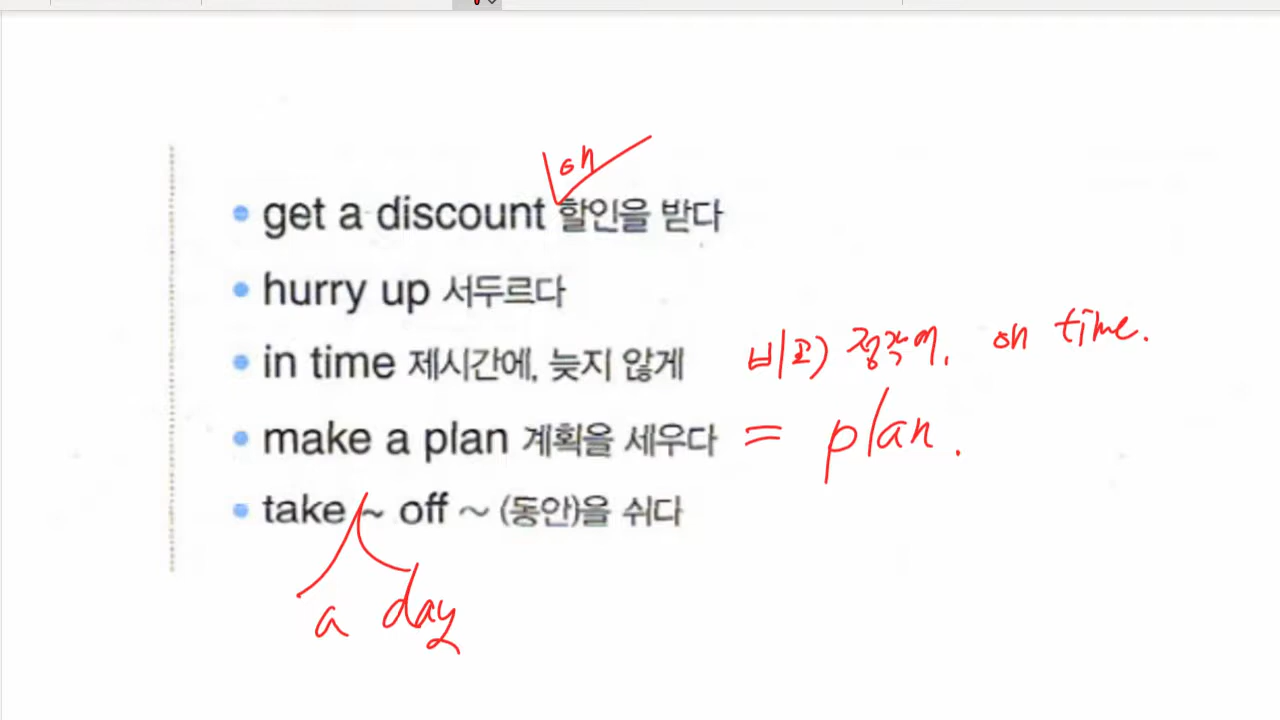 on
get a discount 할인을 받다
hurry up 서두르다
in time 제시간에, 늦지 않게 비교) 정각에. on time.
make a plan 계획을 세우다 = plan.
take ~ off ~ (동안)을 쉬다
a day